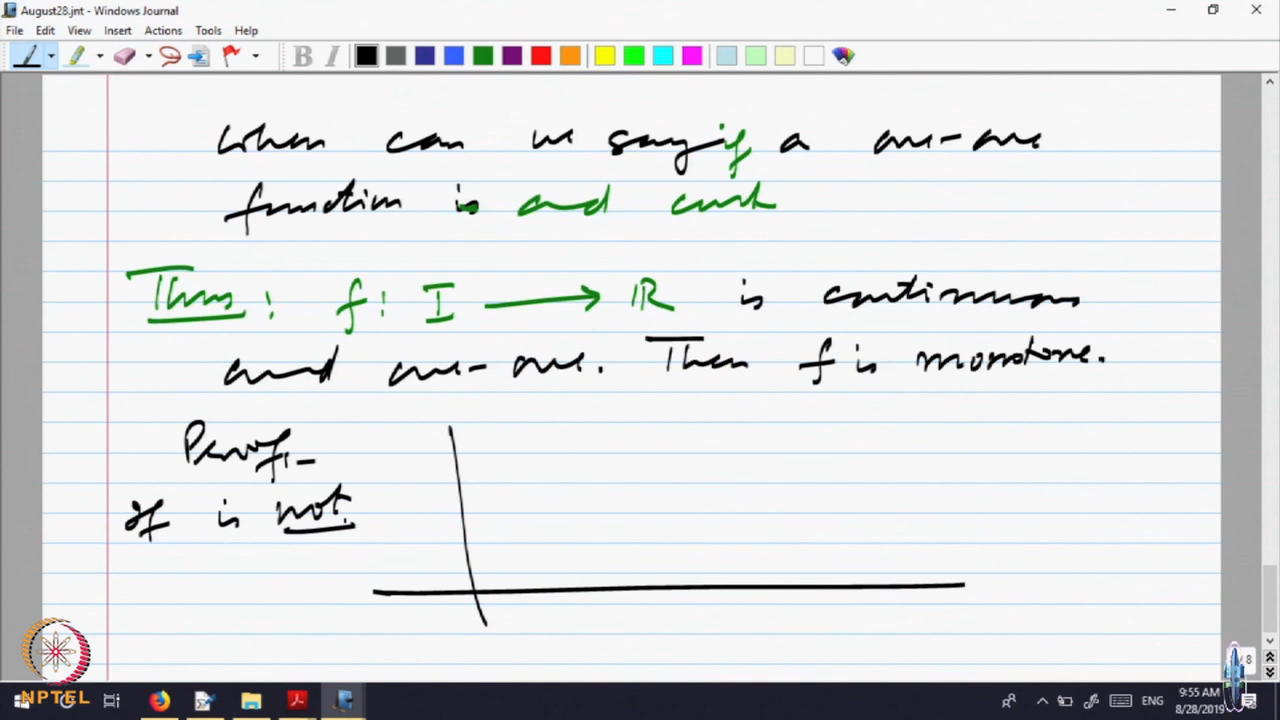 August28.jnt - Windows Journal
File Edit View Insert Actions Tools Help
When can we say if a one-one
function is and cont
Thm: f: I → R is continuous
and one-one. Then f is monotone.
Proof:-
If is not.
/ 8
NPTEL
ENG
9:55 AM
8/28/2019